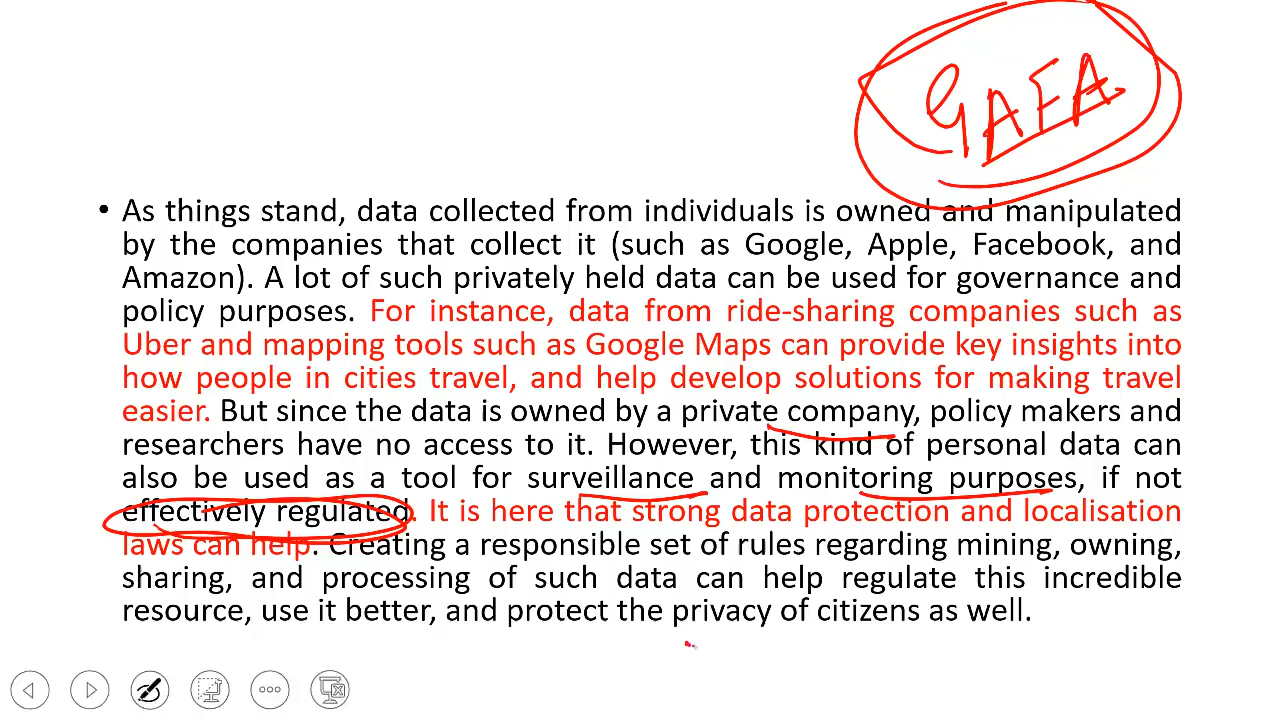 GAFA
• As things stand, data collected from individuals is owned and manipulated
by the companies that collect it (such as Google, Apple, Facebook, and
Amazon). A lot of such privately held data can be used for governance and
policy purposes. For instance, data from ride-sharing companies such as
Uber and mapping tools such as Google Maps can provide key insights into
how people in cities travel, and help develop solutions for making travel
easier. But since the data is owned by a private company, policy makers and
researchers have no access to it. However, this kind of personal data can
also be used as a tool for surveillance and monitoring purposes, if not
effectively regulated. It is here that strong data protection and localisation
laws can help. Creating a responsible set of rules regarding mining, owning,
sharing, and processing of such data can help regulate this incredible
resource, use it better, and protect the privacy of citizens as well.